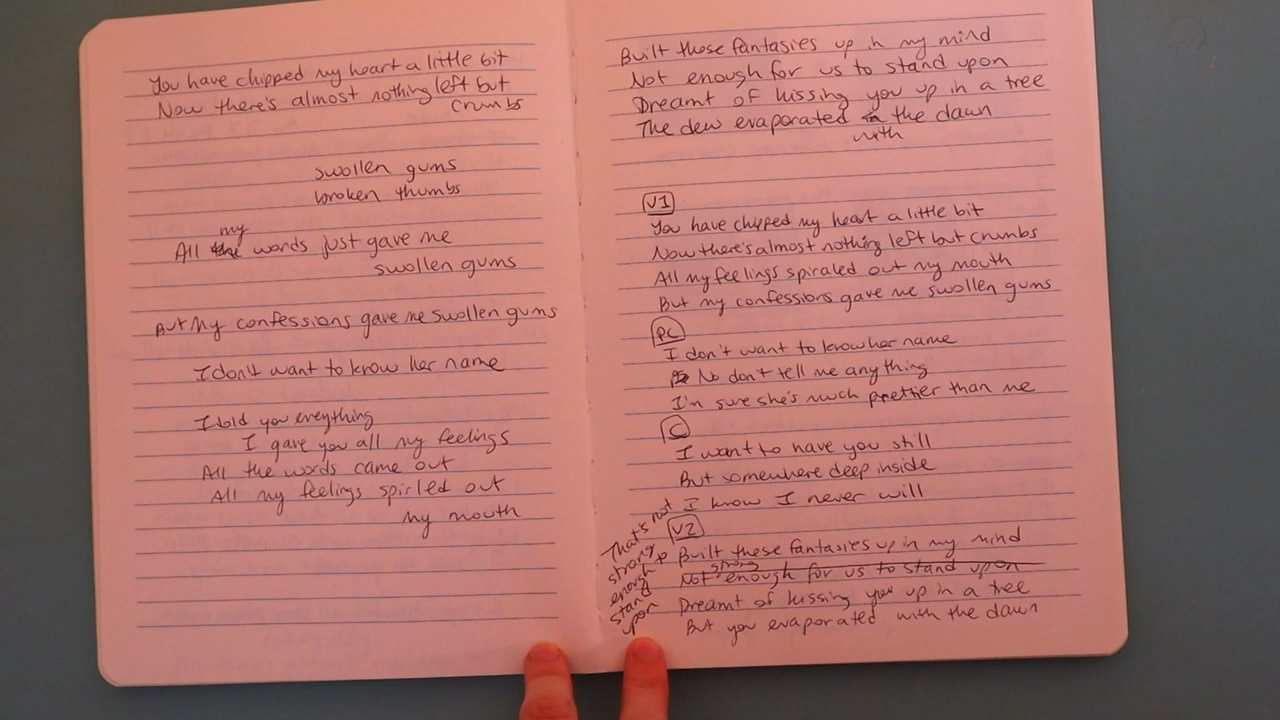 You have chipped my heart a little bit
Now there's almost nothing left but
crumbs
swollen gums
broken thumbs
my
All the words just gave me
swollen gums
But my confessions gave me swollen gums
I don't want to know her name
I told you everything
I gave you all my feelings
All the words came out
All my feelings spirled out
my mouth
Built these fantasies up in my mind
Not enough for us to stand upon
Dreamt of kissing you up in a tree
The dew evaporated in the dawn
with
V1
You have chipped my heart a little bit
Now there's almost nothing left but crumbs
All my feelings spiraled out my mouth
But my confessions gave me swollen gums
PC
I don't want to know her name
No don't tell me anything
I'm sure she's much prettier than me
C
I want to have you still
But somewhere deep inside
I know I never will
V2
Built these fantasies up in my mind
strong
Not enough for us to stand upon
Dreamt of kissing you up in a tree
But you evaporated with the dawn
That's not
strong
enough to
stand
upon